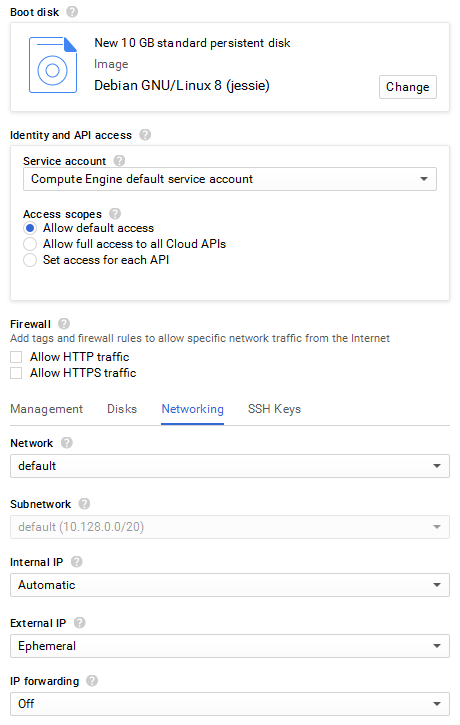 Boot disk ?
New 10 GB standard persistent disk
Image
Debian GNU/Linux 8 (jessie)
Change
Identity and API access ?
Service account ?
Compute Engine default service account
Access scopes ?
Allow default access
Allow full access to all Cloud APIs
Set access for each API
Firewall ?
Add tags and firewall rules to allow specific network traffic from the Internet
Allow HTTP traffic
Allow HTTPS traffic
Management Disks Networking SSH Keys
Network ?
default
Subnetwork ?
default (10.128.0.0/20)
Internal IP ?
Automatic
External IP ?
Ephemeral
IP forwarding ?
Off